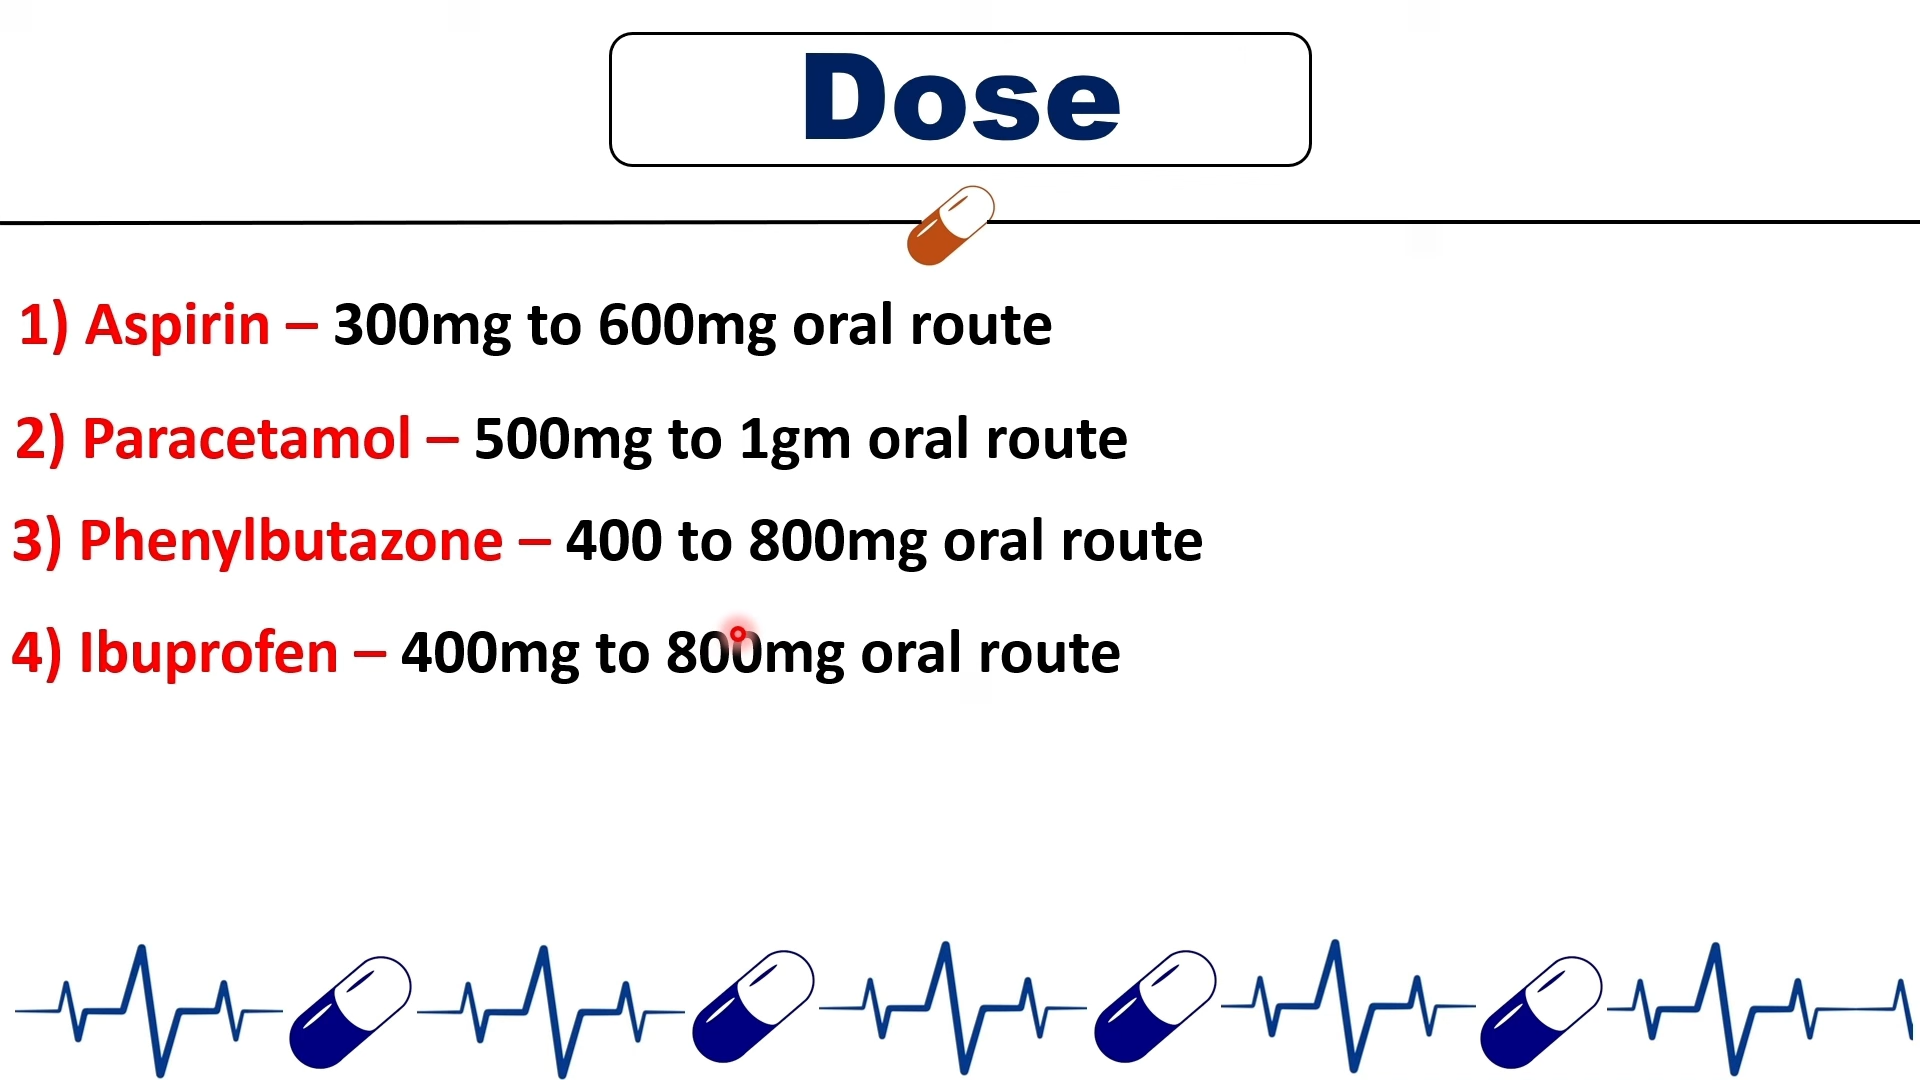 Dose
1) Aspirin – 300mg to 600mg oral route
2) Paracetamol – 500mg to 1gm oral route
3) Phenylbutazone – 400 to 800mg oral route
4) Ibuprofen – 400mg to 800mg oral route